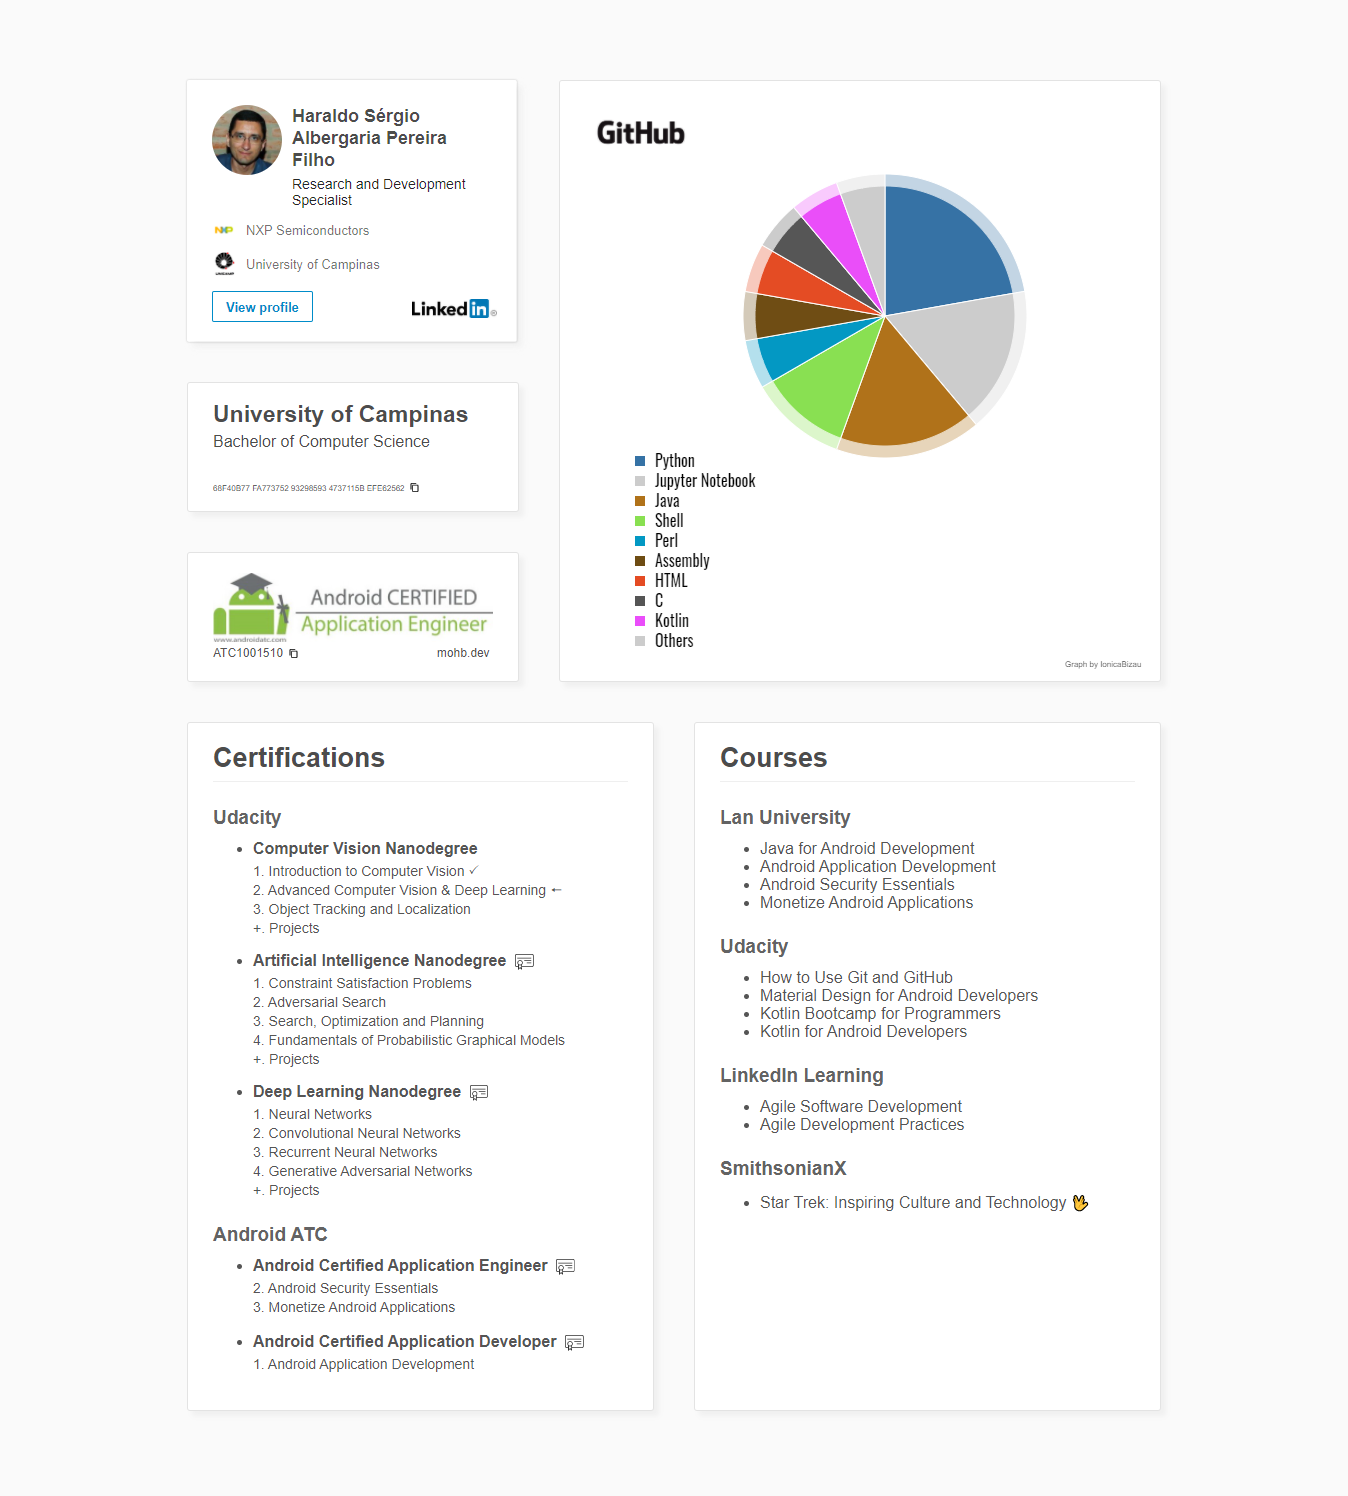 Haraldo Sérgio
Albergaria Pereira
Filho
Research and Development
Specialist
NXP
NXP Semiconductors
UNICAMP
University of Campinas
View profile
Linked in ®
University of Campinas
Bachelor of Computer Science
68F40B77 FA773752 93298593 4737115B EFE62562
Android CERTIFIED
Application Engineer
www.androidatc.com
ATC1001510
mohb.dev
GitHub
Python
Jupyter Notebook
Java
Shell
Perl
Assembly
HTML
C
Kotlin
Others
Graph by IonicaBizau
Certifications
Udacity
• Computer Vision Nanodegree
1. Introduction to Computer Vision ✓
2. Advanced Computer Vision & Deep Learning ←
3. Object Tracking and Localization
+. Projects
• Artificial Intelligence Nanodegree
1. Constraint Satisfaction Problems
2. Adversarial Search
3. Search, Optimization and Planning
4. Fundamentals of Probabilistic Graphical Models
+. Projects
• Deep Learning Nanodegree
1. Neural Networks
2. Convolutional Neural Networks
3. Recurrent Neural Networks
4. Generative Adversarial Networks
+. Projects
Android ATC
• Android Certified Application Engineer
2. Android Security Essentials
3. Monetize Android Applications
• Android Certified Application Developer
1. Android Application Development
Courses
Lan University
• Java for Android Development
• Android Application Development
• Android Security Essentials
• Monetize Android Applications
Udacity
• How to Use Git and GitHub
• Material Design for Android Developers
• Kotlin Bootcamp for Programmers
• Kotlin for Android Developers
LinkedIn Learning
• Agile Software Development
• Agile Development Practices
SmithsonianX
• Star Trek: Inspiring Culture and Technology 🖖